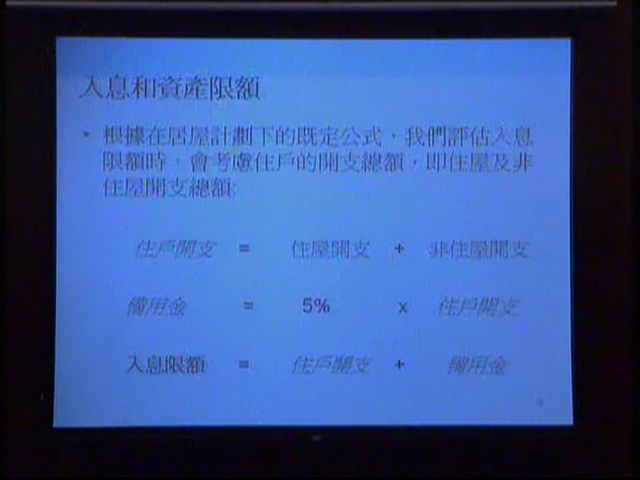 入息和資產限額
• 根據在居屋計劃下的既定公式，我們評估入息
限額時，會考慮住戶的開支總額，即住屋及非
住屋開支總額:
住戶開支 = 住屋開支 + 非住屋開支
備用金 = 5% x 住戶開支
入息限額 = 住戶開支 + 備用金